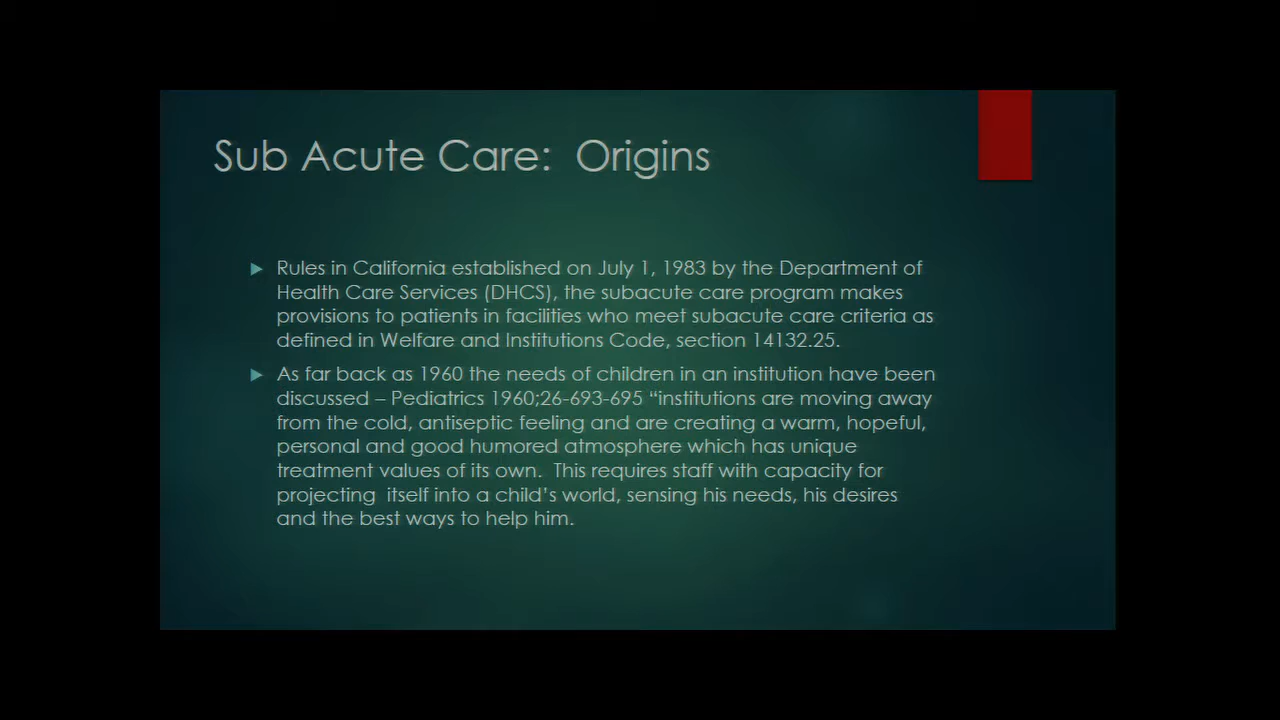 Sub Acute Care:  Origins
Rules in California established on July 1, 1983 by the Department of
Health Care Services (DHCS), the subacute care program makes
provisions to patients in facilities who meet subacute care criteria as
defined in Welfare and Institutions Code, section 14132.25.
As far back as 1960 the needs of children in an institution have been
discussed – Pediatrics 1960;26-693-695 “institutions are moving away
from the cold, antiseptic feeling and are creating a warm, hopeful,
personal and good humored atmosphere which has unique
treatment values of its own.  This requires staff with capacity for
projecting  itself into a child’s world, sensing his needs, his desires
and the best ways to help him.